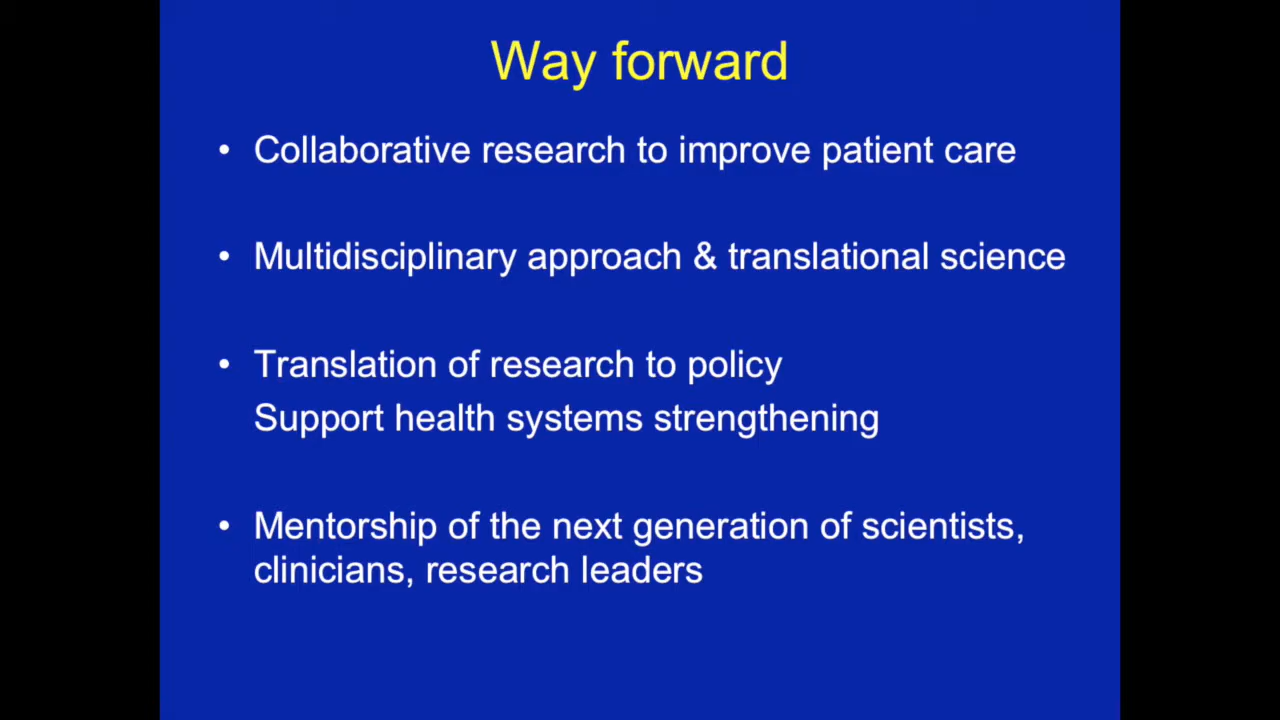 Way forward
• Collaborative research to improve patient care
• Multidisciplinary approach & translational science
• Translation of research to policy
Support health systems strengthening
• Mentorship of the next generation of scientists,
clinicians, research leaders